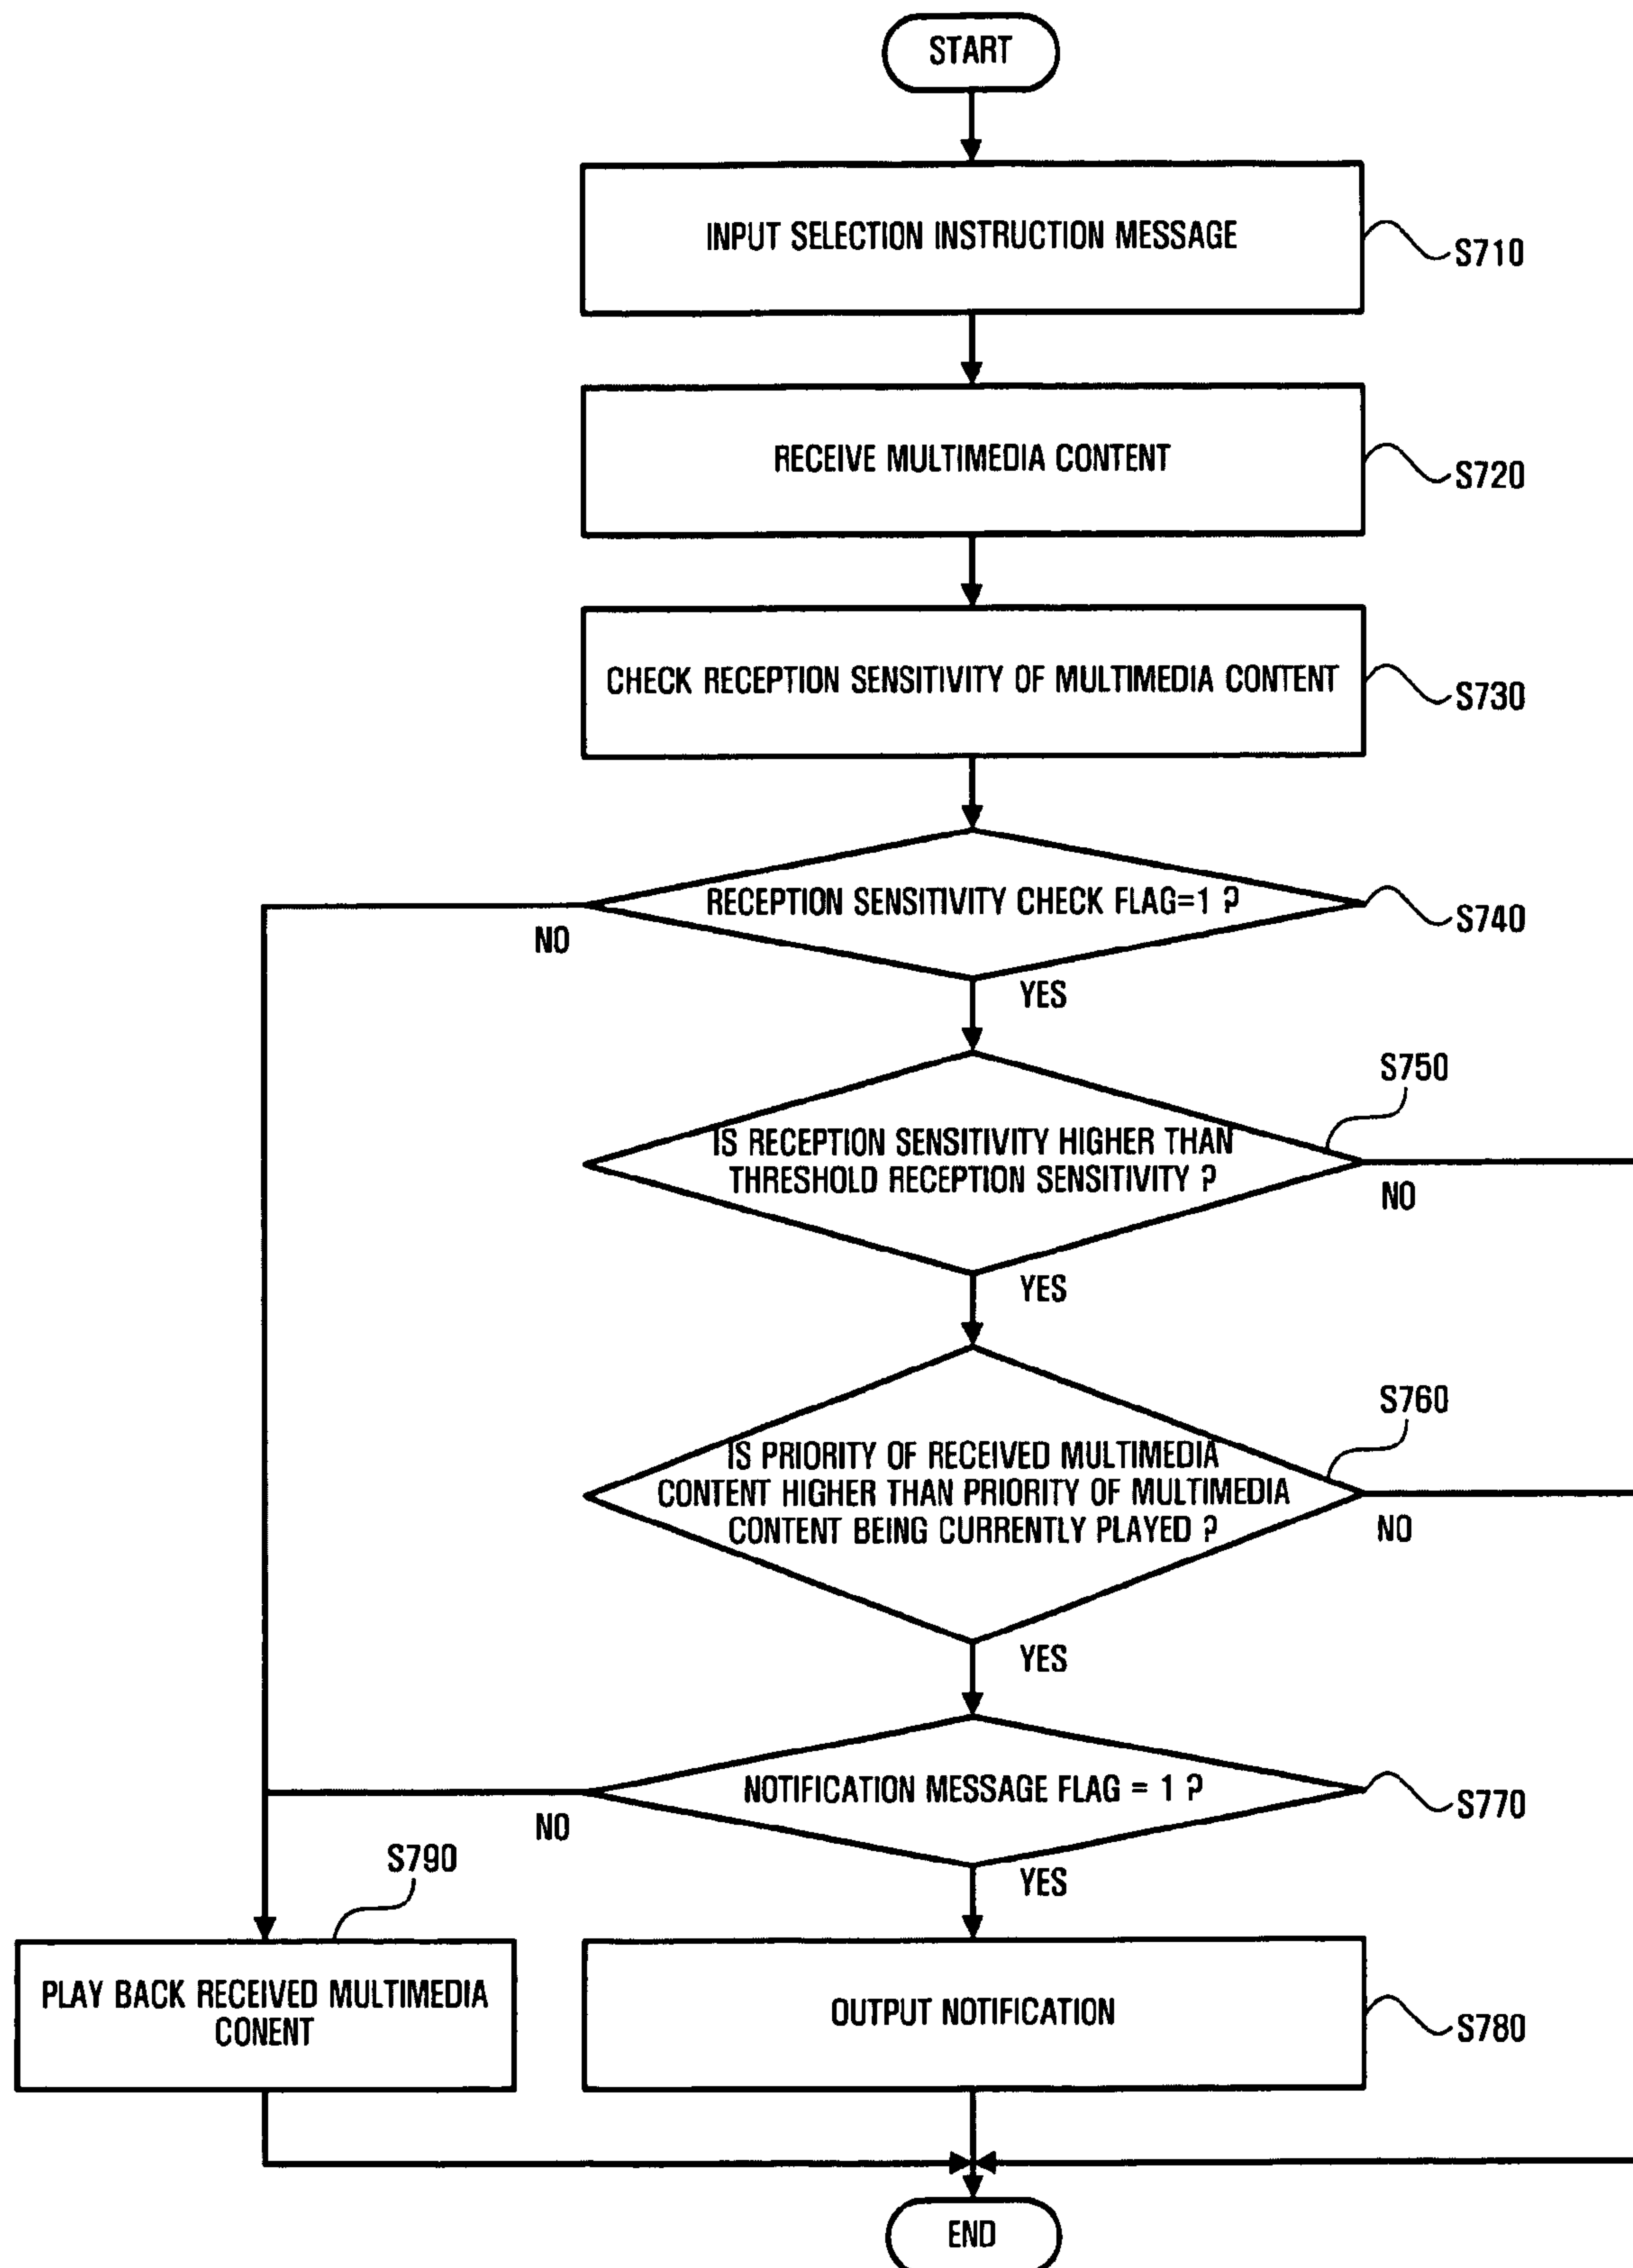 START
INPUT SELECTION INSTRUCTION MESSAGE
S710
RECEIVE MULTIMEDIA CONTENT
S720
CHECK RECEPTION SENSITIVITY OF MULTIMEDIA CONTENT
S730
RECEPTION SENSITIVITY CHECK FLAG=1 ?
S740
NO
YES
S750
IS RECEPTION SENSITIVITY HIGHER THAN
THRESHOLD RECEPTION SENSITIVITY ?
NO
YES
S760
IS PRIORITY OF RECEIVED MULTIMEDIA
CONTENT HIGHER THAN PRIORITY OF MULTIMEDIA
CONTENT BEING CURRENTLY PLAYED ?
NO
YES
NOTIFICATION MESSAGE FLAG = 1 ?
S770
NO
YES
S790
PLAY BACK RECEIVED MULTIMEDIA
CONENT
OUTPUT NOTIFICATION
S780
END